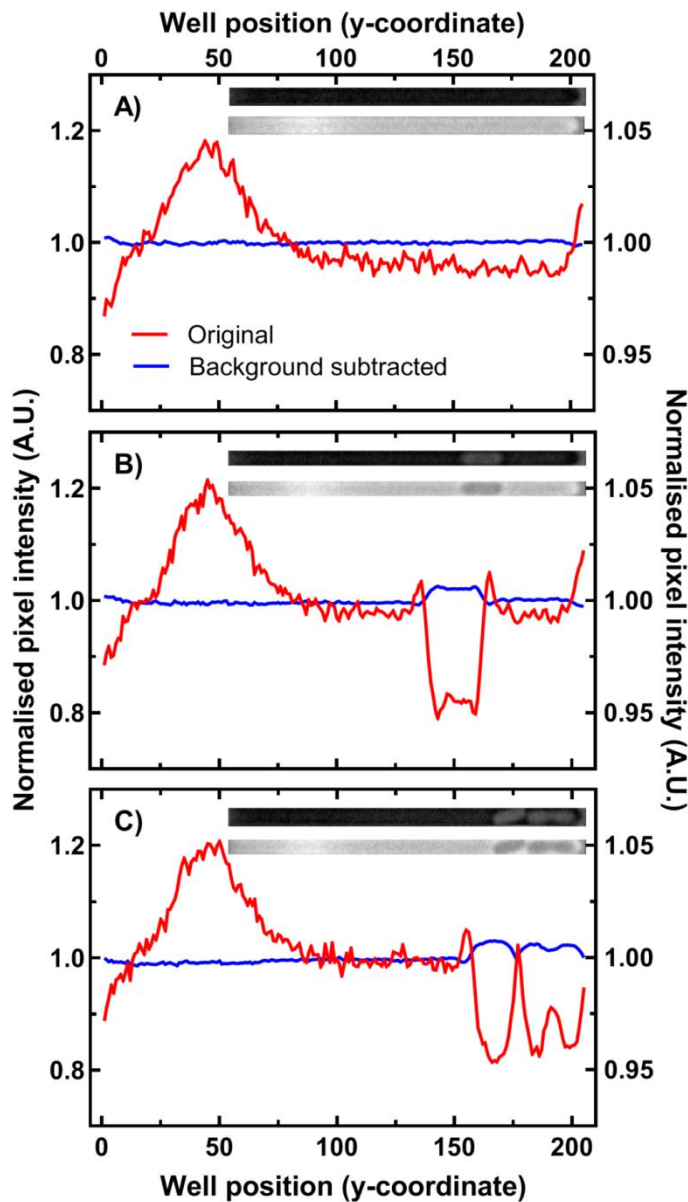 Well position (y-coordinate)
0 50 100 150 200
A)
1.2
1.0
0.8
1.05
1.00
0.95
Original
Background subtracted
Normalised pixel intensity (A.U.)
Normalised pixel intensity (A.U.)
B)
1.2
1.0
0.8
1.05
1.00
0.95
C)
1.2
1.0
0.8
1.05
1.00
0.95
0 50 100 150 200
Well position (y-coordinate)